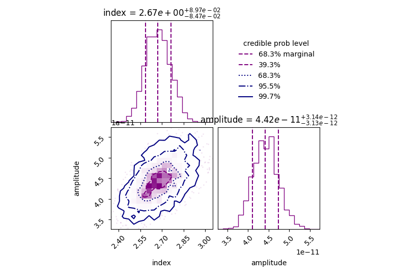 index = 2.67e+00 +8.97e−02 −8.47e−02
credible prob level
68.3% marginal
39.3%
68.3%
95.5%
99.7%
1e−11
amplitude = 4.42e−11 +3.14e−12 −3.13e−12
5.5
5.0
4.5
4.0
3.5
amplitude
2.40
2.55
2.70
2.85
3.00
index
3.5
4.0
4.5
5.0
5.5
1e−11
amplitude